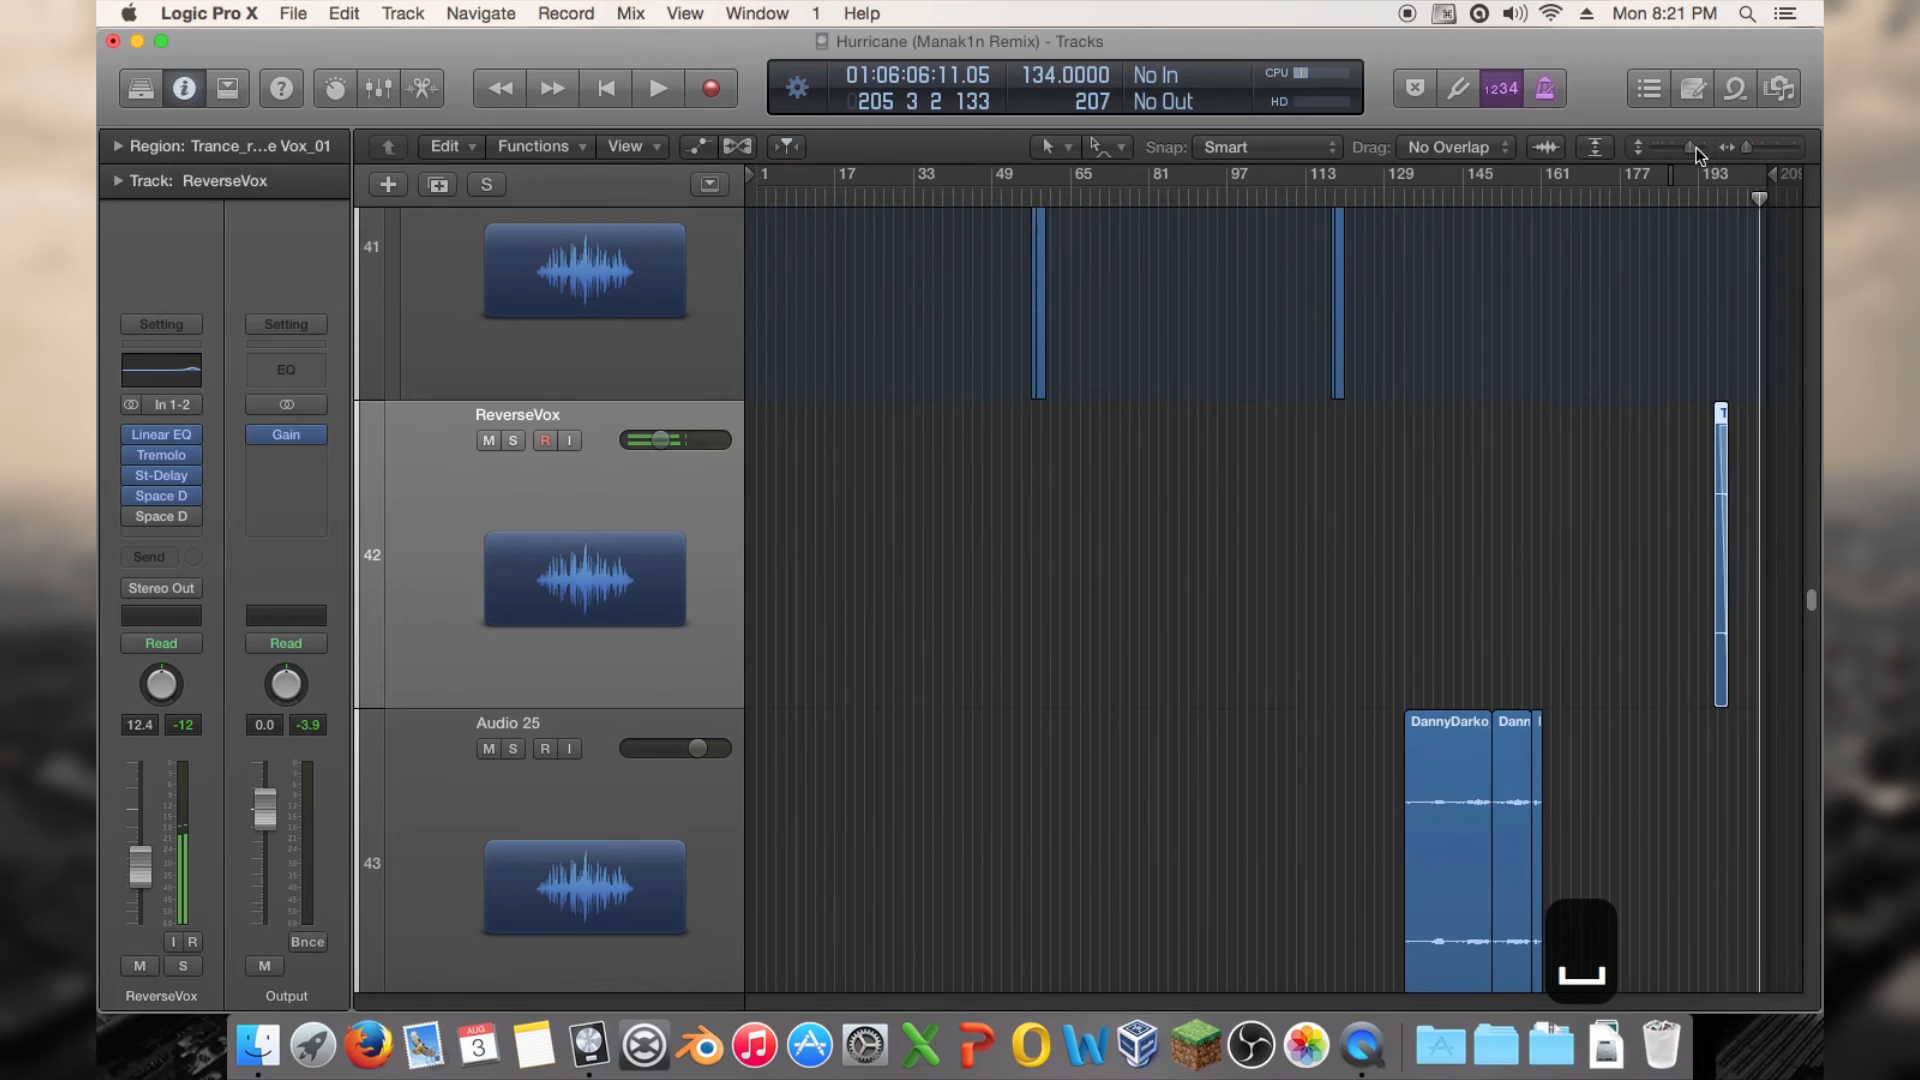 Logic Pro X File Edit Track Navigate Record Mix View Window 1 Help Mon 8:21 PM
Hurricane (Manak1n Remix) - Tracks
01:06:06:11.05 134.0000 No In CPU
205 3 2 133 207 No Out HD
1234
Region: Trance_r...e Vox_01 Edit Functions View Snap: Smart Drag: No Overlap
Track: ReverseVox
S
1 17 33 49 65 81 97 113 129 145 161 177 193 209
41
Setting Setting
EQ
In 1-2
ReverseVox
M S R I
Linear EQ Gain
Tremolo
St-Delay
Space D
Space D
Send
42
Stereo Out
Read Read
12.4 -12 0.0 -3.9
Audio 25
M S R I
DannyDarko Dann
43
I R Bnce
M S M
ReverseVox Output
AUG
3